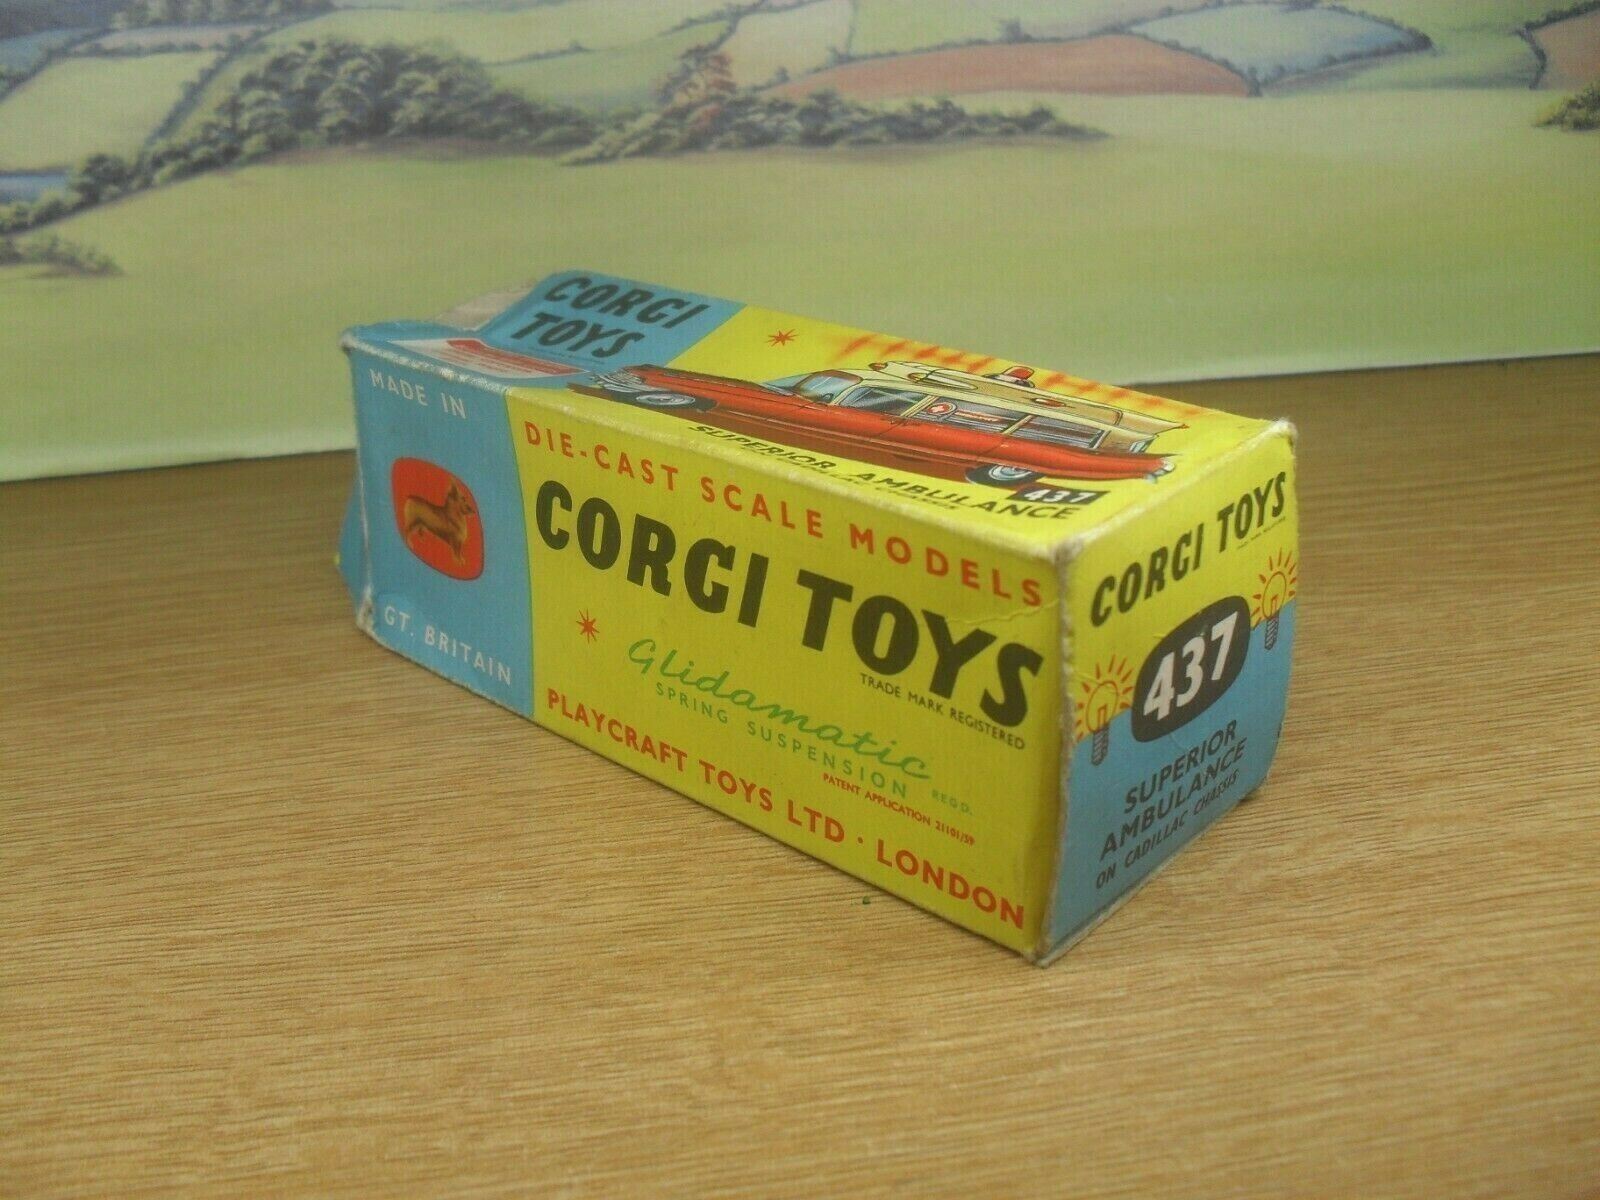 CORGI
TOYS
SUPERIOR AMBULANCE
437
MADE IN
GT. BRITAIN
DIE-CAST SCALE MODELS
CORGI TOYS
TRADE MARK REGISTERED
Glidamatic
SPRING SUSPENSION REGD.
PATENT APPLICATION 21101/59
PLAYCRAFT TOYS LTD · LONDON
CORGI TOYS
437
SUPERIOR
AMBULANCE
ON CADILLAC CHASSIS